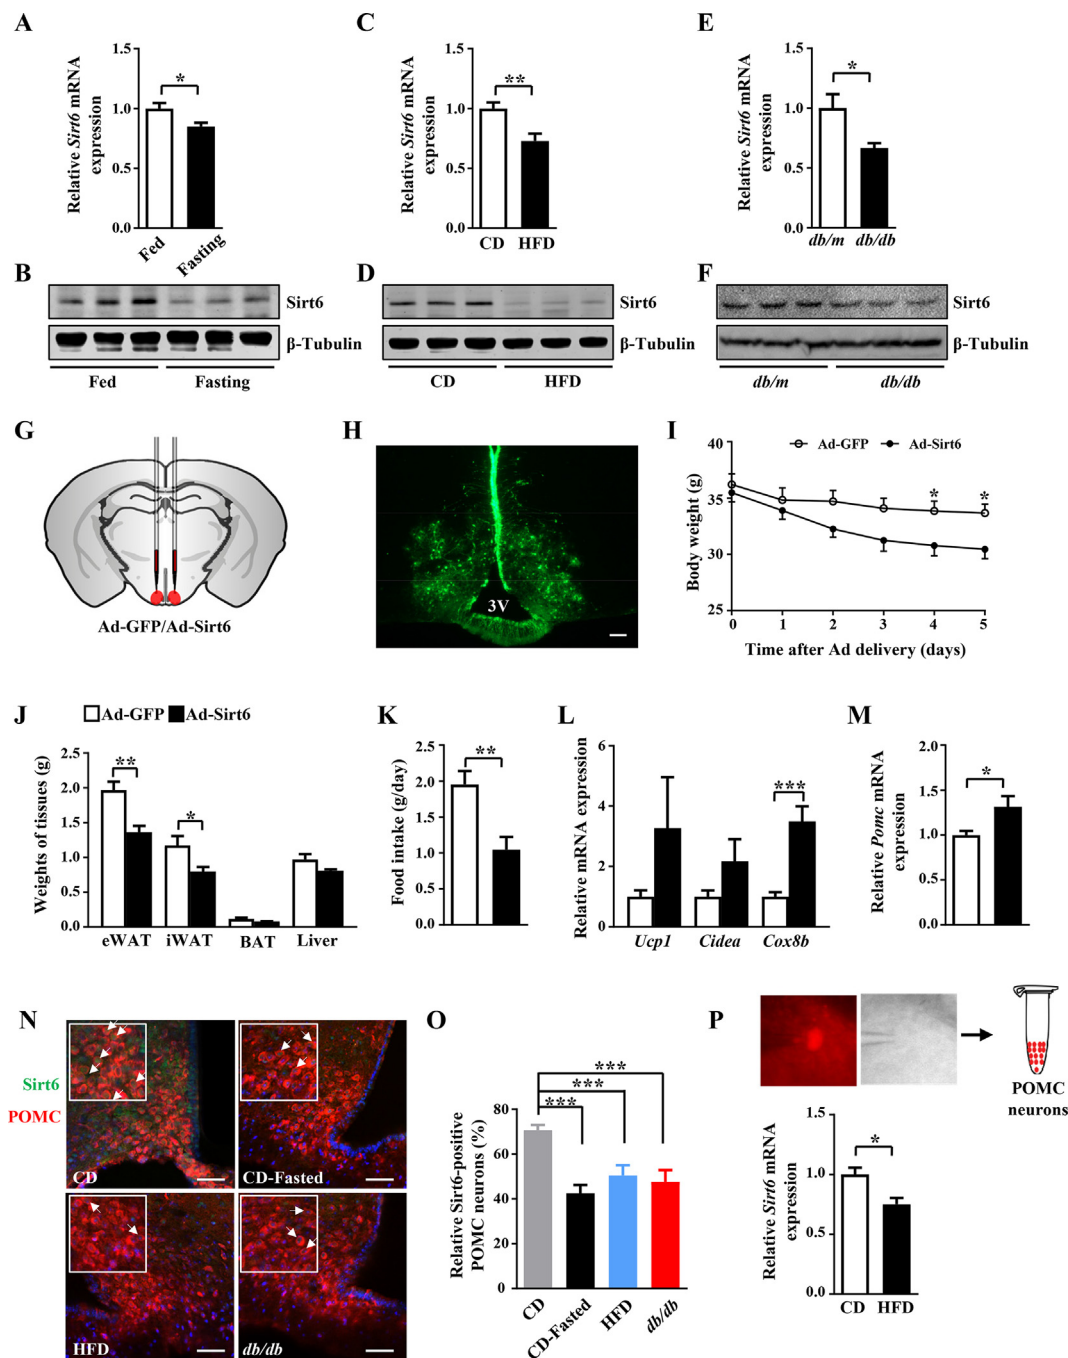 A
C
E
Relative Sirt6 mRNA expression
1.5
1.0
0.5
0.0
*
Fed
Fasting
Relative Sirt6 mRNA expression
1.5
1.0
0.5
0.0
**
CD
HFD
Relative Sirt6 mRNA expression
1.5
1.0
0.5
0.0
*
db/m
db/db
B
Sirt6
β-Tubulin
Fed
Fasting
D
Sirt6
β-Tubulin
CD
HFD
F
Sirt6
β-Tubulin
db/m
db/db
G
Ad-GFP/Ad-Sirt6
H
3V
I
Ad-GFP
Ad-Sirt6
Body weight (g)
40
35
30
25
*
*
0
1
2
3
4
5
Time after Ad delivery (days)
J
Ad-GFP
Ad-Sirt6
Weights of tissues (g)
2.5
2.0
1.5
1.0
0.5
0.0
**
*
eWAT
iWAT
BAT
Liver
K
Food intake (g/day)
2.5
2.0
1.5
1.0
0.5
0.0
**
L
Relative mRNA expression
6
4
2
0
***
Ucp1
Cidea
Cox8b
M
Relative Pomc mRNA expression
2.0
1.5
1.0
0.5
0.0
*
N
Sirt6
POMC
CD
CD-Fasted
HFD
db/db
O
Relative Sirt6-positive POMC neurons (%)
80
60
40
20
0
***
***
***
CD
CD-Fasted
HFD
db/db
P
POMC
neurons
Relative Sirt6 mRNA expression
1.5
1.0
0.5
0.0
*
CD
HFD